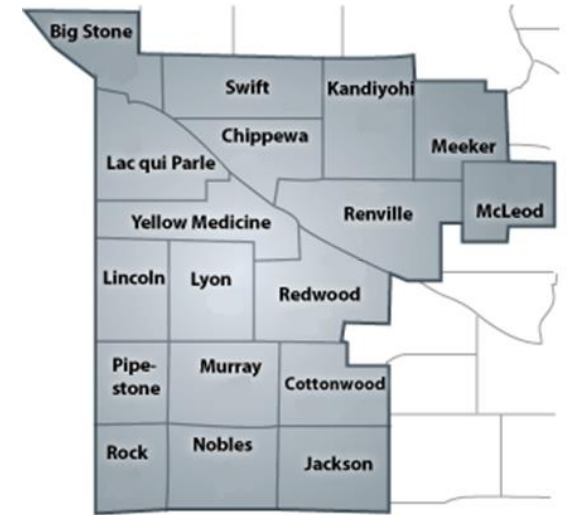 Big Stone
Swift
Kandiyohi
Chippewa
Meeker
Lac qui Parle
Yellow Medicine
Renville
McLeod
Lincoln
Lyon
Redwood
Pipe-
stone
Murray
Cottonwood
Rock
Nobles
Jackson